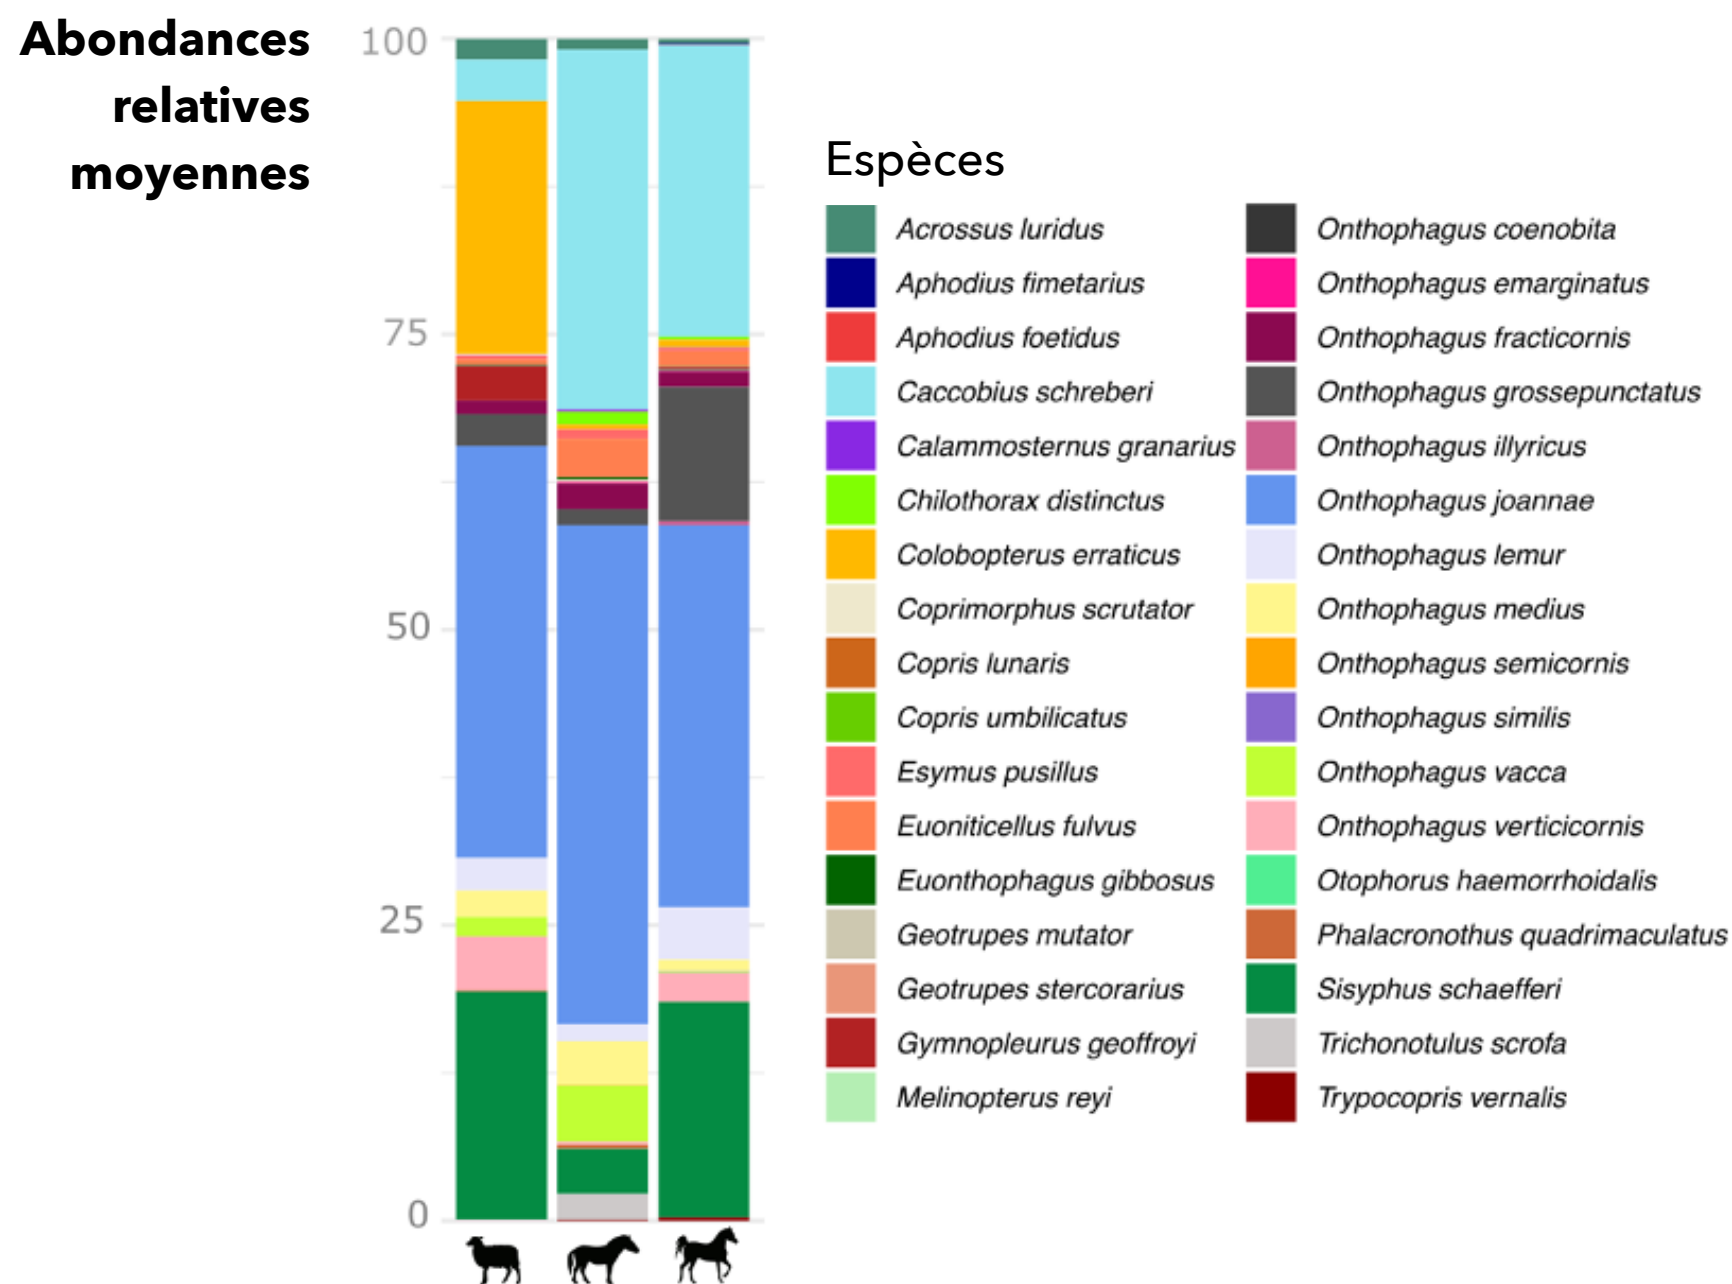 Abondances
relatives
moyennes
100
75
50
25
0
Espèces
Acrossus luridus
Aphodius fimetarius
Aphodius foetidus
Caccobius schreberi
Calammosternus granarius
Chilothorax distinctus
Colobopterus erraticus
Coprimorphus scrutator
Copris lunaris
Copris umbilicatus
Esymus pusillus
Euoniticellus fulvus
Euonthophagus gibbosus
Geotrupes mutator
Geotrupes stercorarius
Gymnopleurus geoffroyi
Melinopterus reyi
Onthophagus coenobita
Onthophagus emarginatus
Onthophagus fracticornis
Onthophagus grossepunctatus
Onthophagus illyricus
Onthophagus joannae
Onthophagus lemur
Onthophagus medius
Onthophagus semicornis
Onthophagus similis
Onthophagus vacca
Onthophagus verticicornis
Otophorus haemorrhoidalis
Phalacronothus quadrimaculatus
Sisyphus schaefferi
Trichonotulus scrofa
Trypocopris vernalis